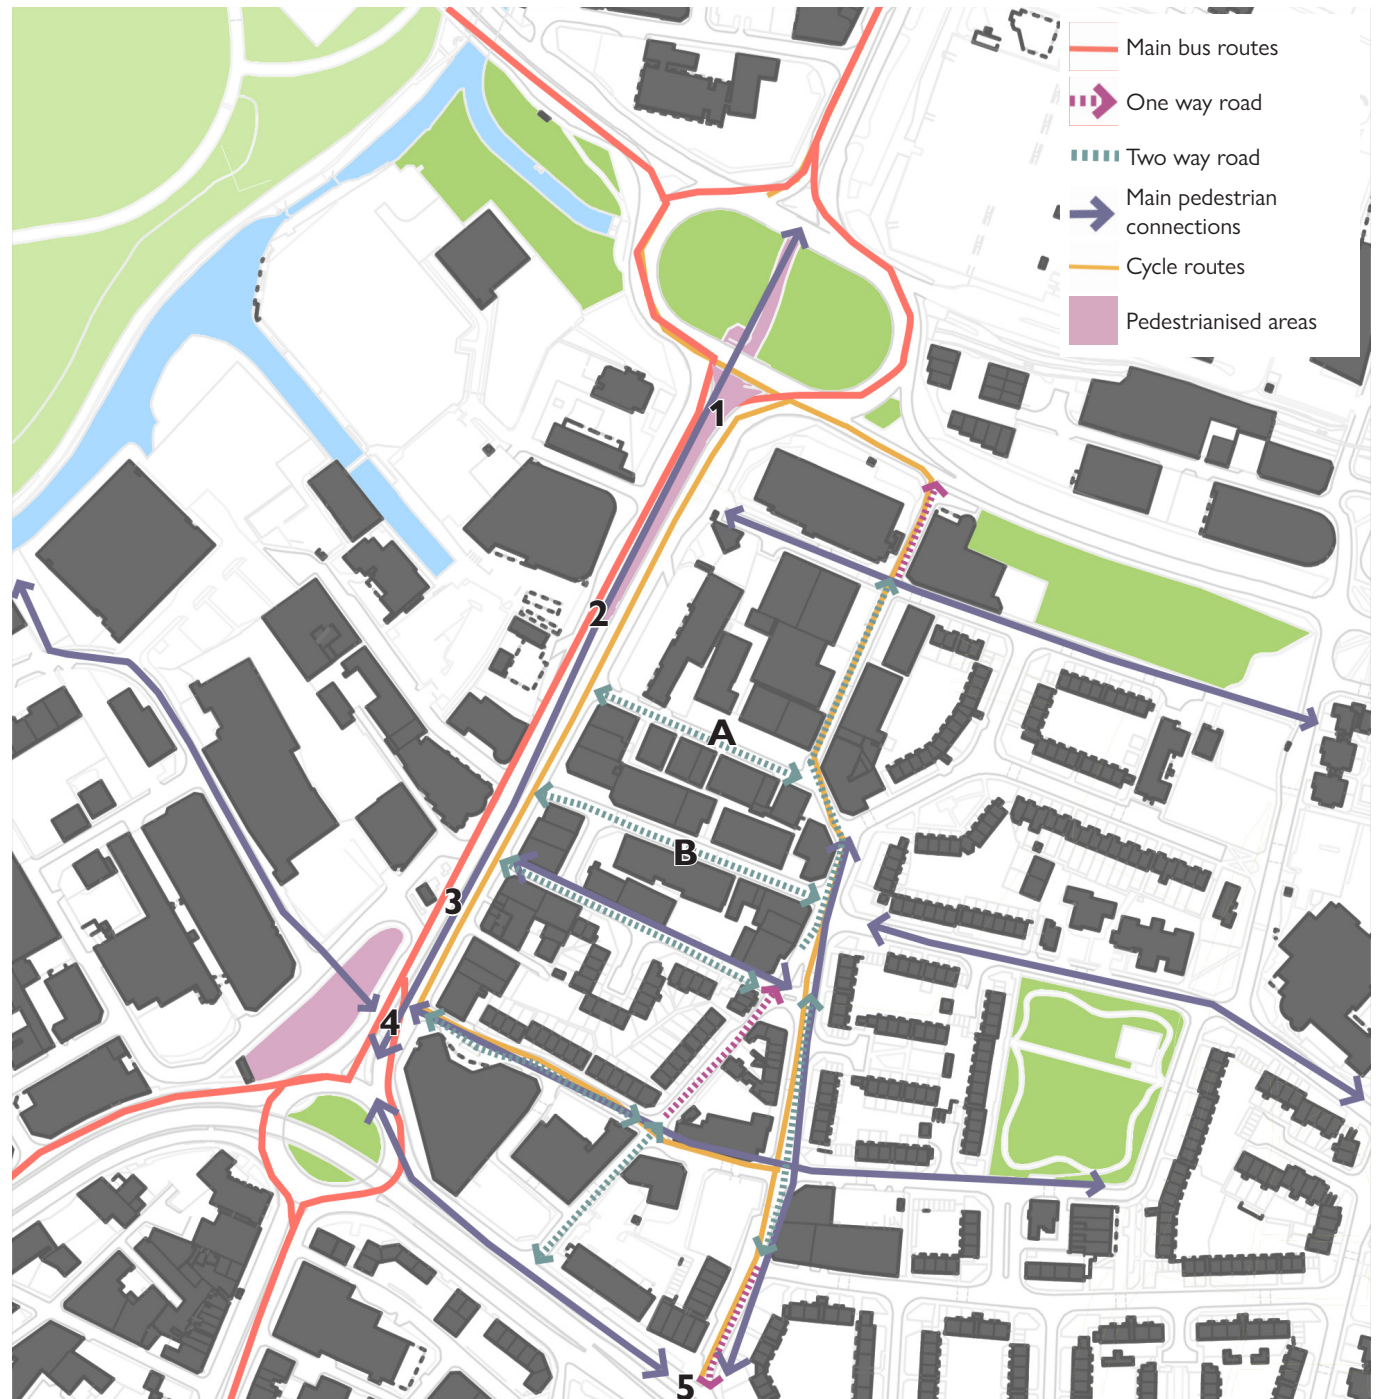 Main bus routes
One way road
Two way road
Main pedestrian
connections
Cycle routes
Pedestrianised areas
1
2
A
B
3
4
5